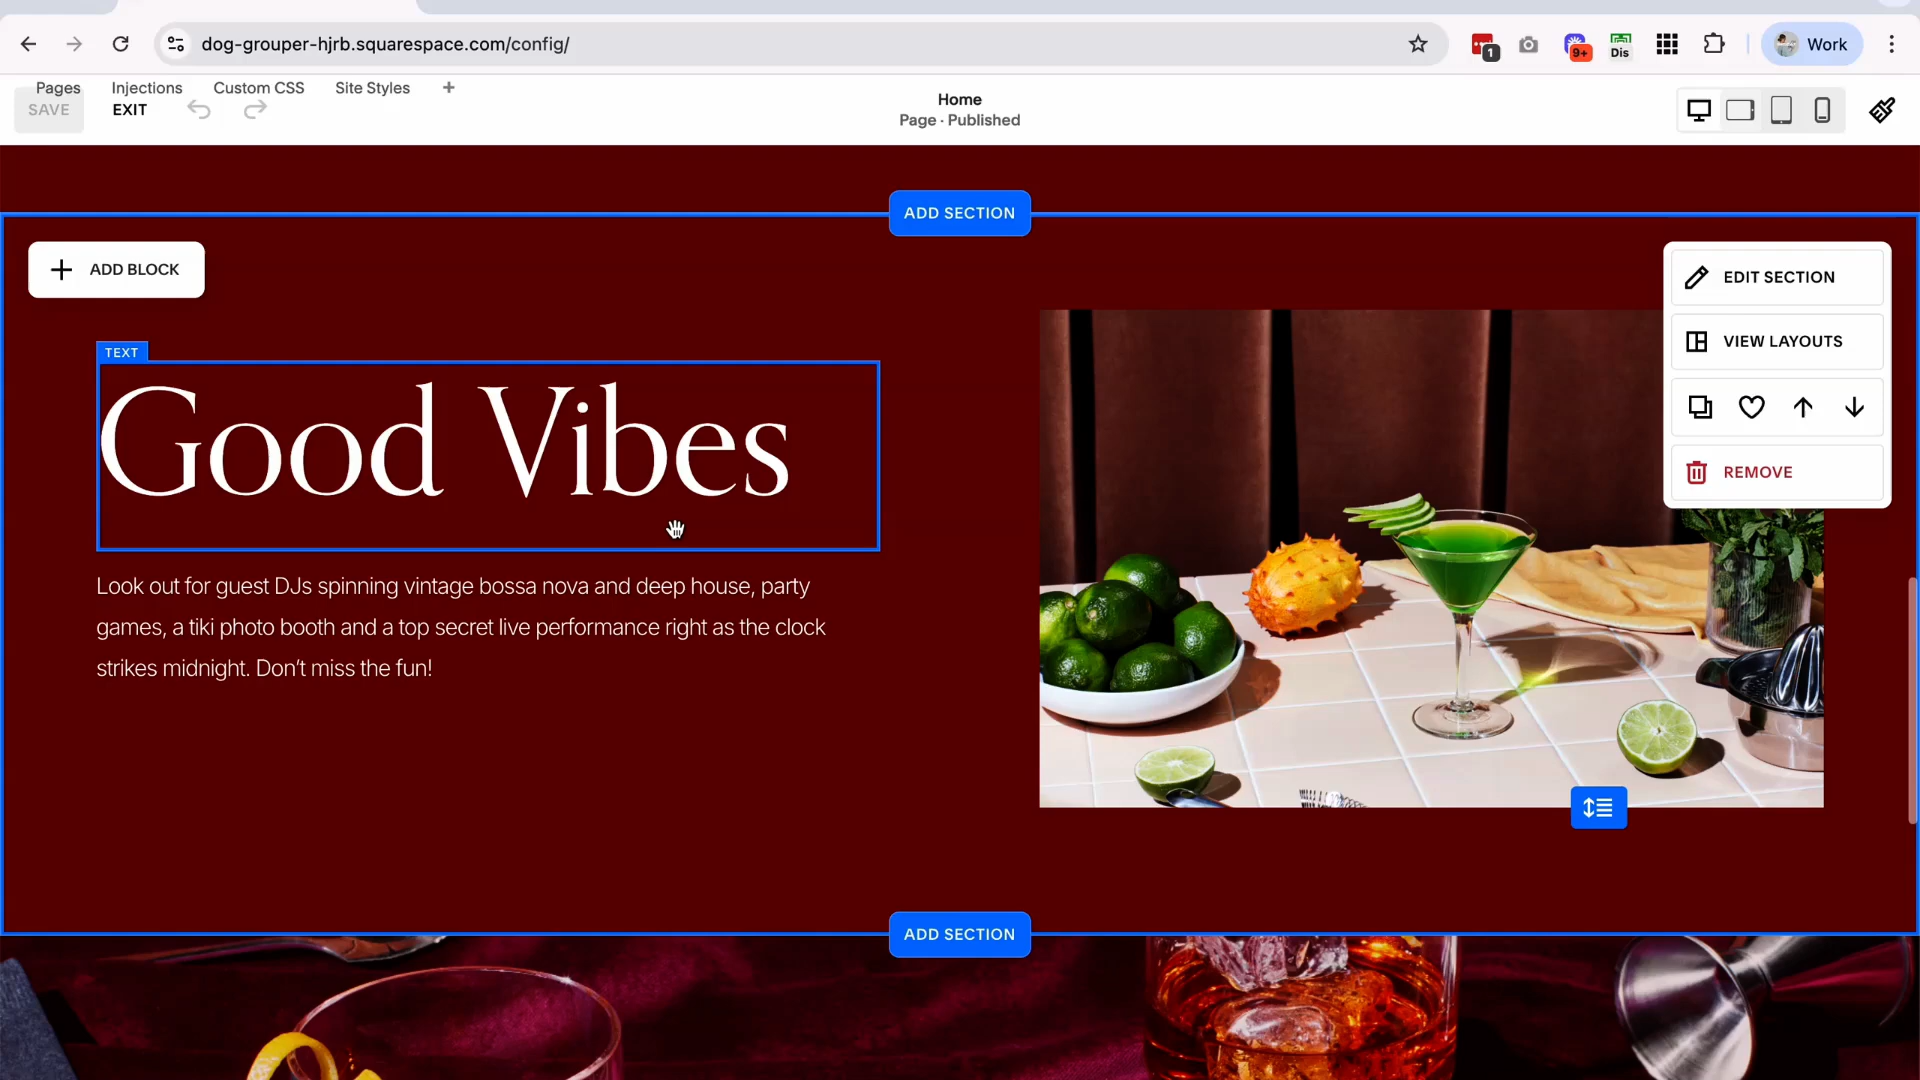 dog-grouper-hjrb.squarespace.com/config/
1
9+
Dis
Work
Pages
Injections
Custom CSS
Site Styles
+
SAVE
EXIT
Home
Page · Published
ADD SECTION
ADD BLOCK
EDIT SECTION
VIEW LAYOUTS
REMOVE
TEXT
Good Vibes
Look out for guest DJs spinning vintage bossa nova and deep house, party
games, a tiki photo booth and a top secret live performance right as the clock
strikes midnight. Don’t miss the fun!
ADD SECTION